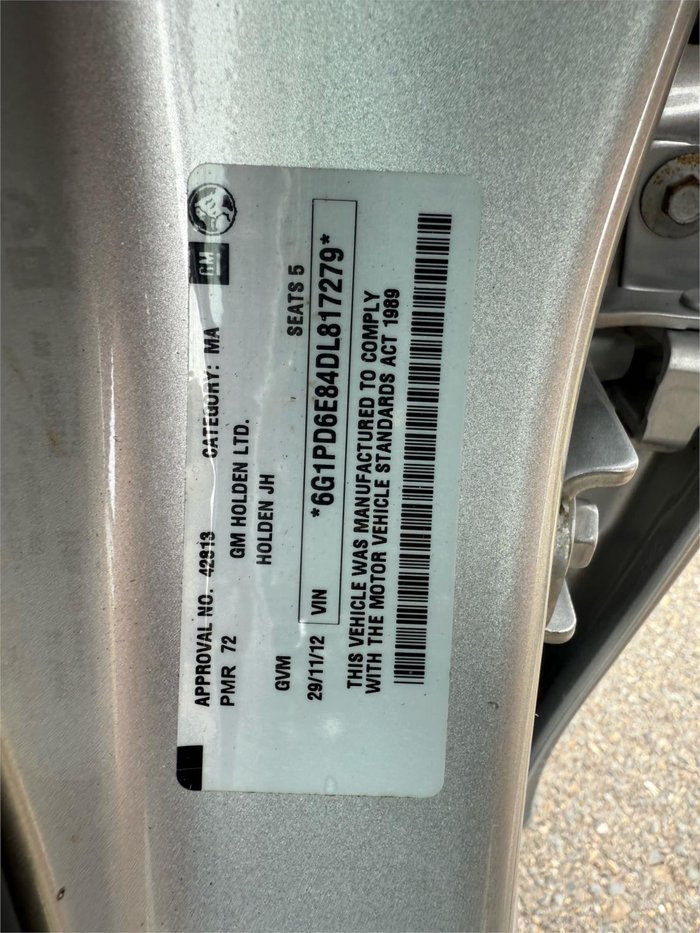 APPROVAL NO. 42913 CATEGORY: MA GM
PMR 72 GM HOLDEN LTD.
HOLDEN JH
GVM SEATS 5
29/11/12 VIN *6G1PD6E84DL817279*
THIS VEHICLE WAS MANUFACTURED TO COMPLY
WITH THE MOTOR VEHICLE STANDARDS ACT 1989